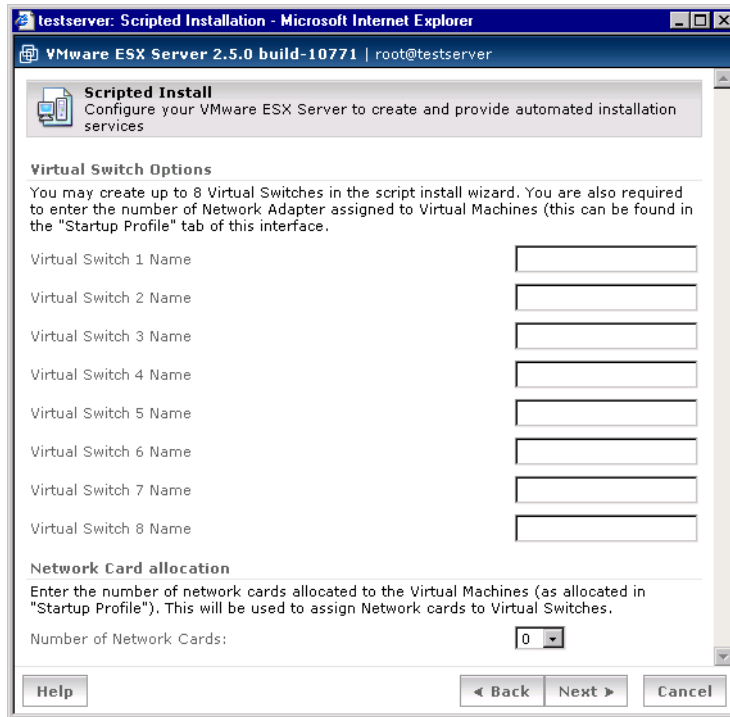 testserver: Scripted Installation - Microsoft Internet Explorer
VMware ESX Server 2.5.0 build-10771 | root@testserver
Scripted Install
Configure your VMware ESX Server to create and provide automated installation
services
Virtual Switch Options
You may create up to 8 Virtual Switches in the script install wizard. You are also required
to enter the number of Network Adapter assigned to Virtual Machines (this can be found in
the "Startup Profile" tab of this interface.
Virtual Switch 1 Name
Virtual Switch 2 Name
Virtual Switch 3 Name
Virtual Switch 4 Name
Virtual Switch 5 Name
Virtual Switch 6 Name
Virtual Switch 7 Name
Virtual Switch 8 Name
Network Card allocation
Enter the number of network cards allocated to the Virtual Machines (as allocated in
"Startup Profile"). This will be used to assign Network cards to Virtual Switches.
Number of Network Cards: 0
Help Back Next Cancel